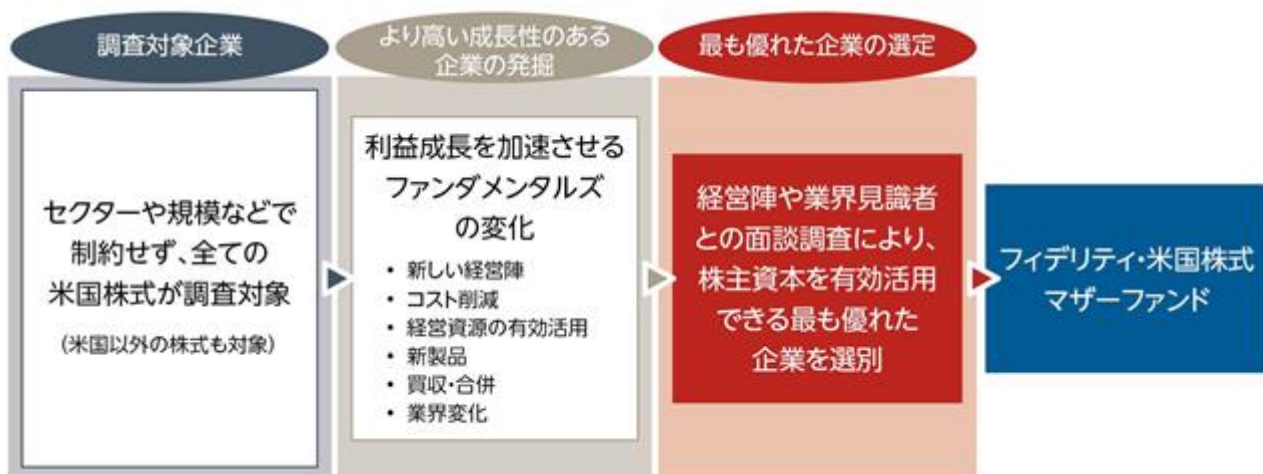 調査対象企業
セクターや規模などで
制約せず、全ての
米国株式が調査対象
(米国以外の株式も対象)
より高い成長性のある
企業の発掘
利益成長を加速させる
ファンダメンタルズ
の変化
• 新しい経営陣
• コスト削減
• 経営資源の有効活用
• 新製品
• 買収・合併
• 業界変化
最も優れた企業の選定
経営陣や業界見識者
との面談調査により、
株主資本を有効活用
できる最も優れた
企業を選別
フィデリティ・米国株式
マザーファンド